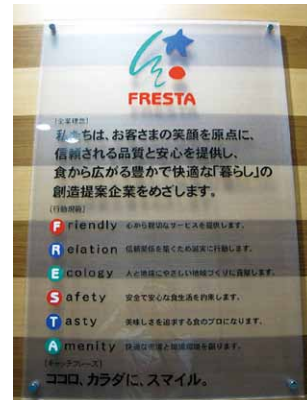 FRESTA
[企業理念]
私たちは、お客さまの笑顔を原点に、
信頼される品質と安心を提供し、
食から広がる豊かで快適な「暮らし」の
創造提案企業をめざします。
[行動規範]
Friendly 心から親切なサービスを提供します。
Relation 信頼関係を築くため誠実に行動します。
Ecology 人と地球にやさしい地域づくりに貢献します。
Safety 安全で安心な食生活を約束します。
Tasty 美味しさを追求する食のプロになります。
Amenity 快適な売場と職場環境を創ります。
[キャッチフレーズ]
ココロ、カラダに、スマイル。